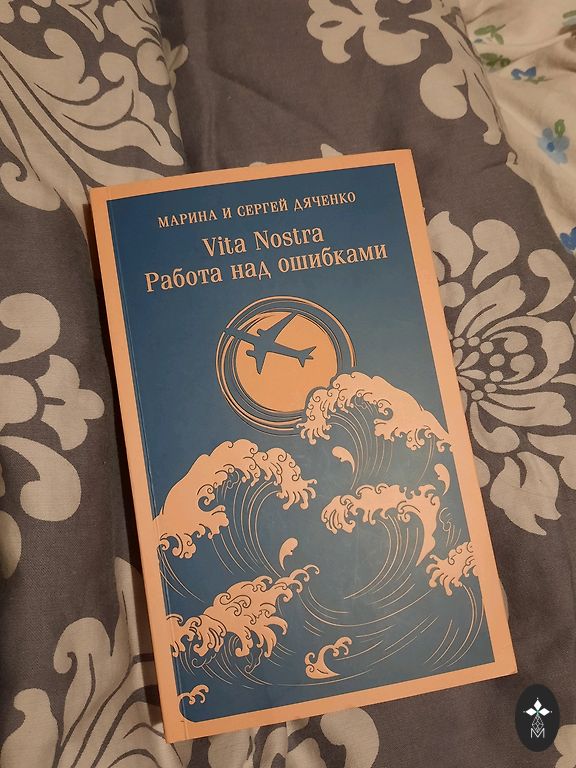 МАРИНА И СЕРГЕЙ ДЯЧЕНКО
Vita Nostra
Работа над ошибками
M